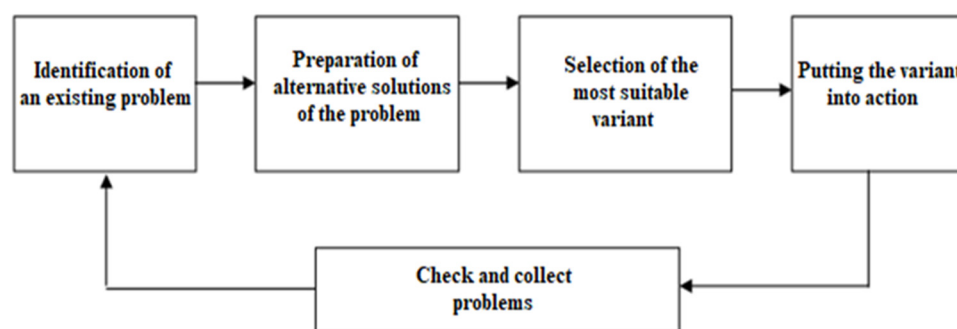 Identification of
an existing problem
Preparation of
alternative solutions
of the problem
Selection of the
most suitable
variant
Putting the variant
into action
Check and collect
problems